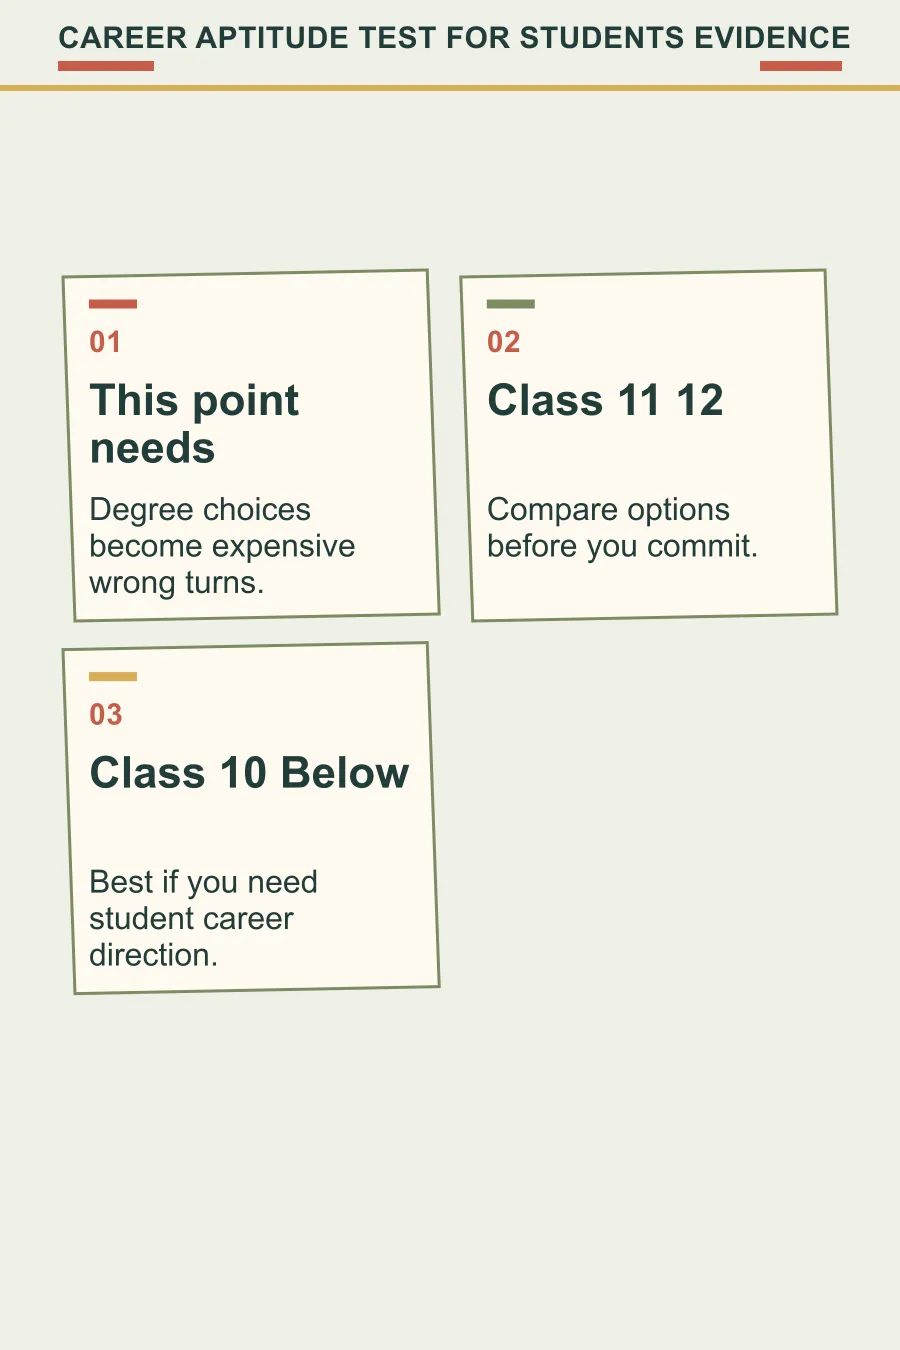 CAREER APTITUDE TEST FOR STUDENTS EVIDENCE
01
This point
needs
Degree choices
become expensive
wrong turns.
02
Class 11 12
Compare options
before you commit.
03
Class 10 Below
Best if you need
student career
direction.